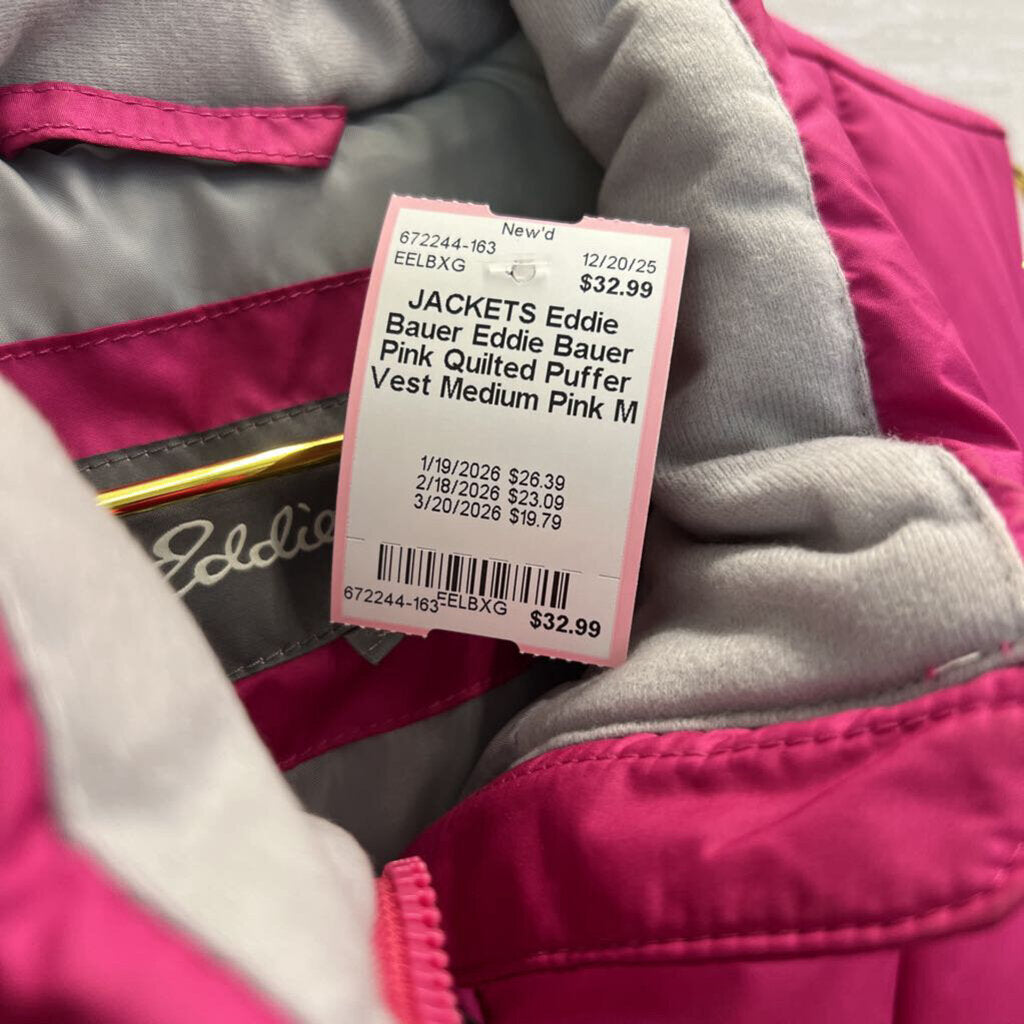 New'd
672244-163
EELBXG
12/20/25
$32.99
JACKETS Eddie
Bauer Eddie Bauer
Pink Quilted Puffer
Vest Medium Pink M
1/19/2026 $26.39
2/18/2026 $23.09
3/20/2026 $19.79
672244-163 EELBXG
$32.99
Eddie